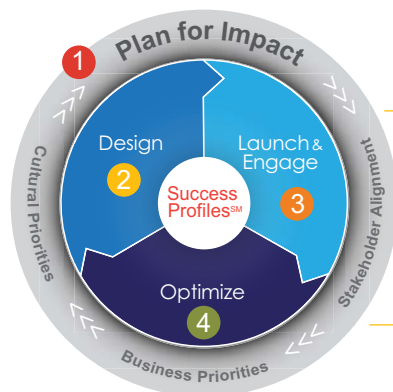 Plan for Impact
1
Design
2
Launch &
Engage
3
Success
Profiles℠
Optimize
4
Cultural Priorities
Stakeholder Alignment
Business Priorities